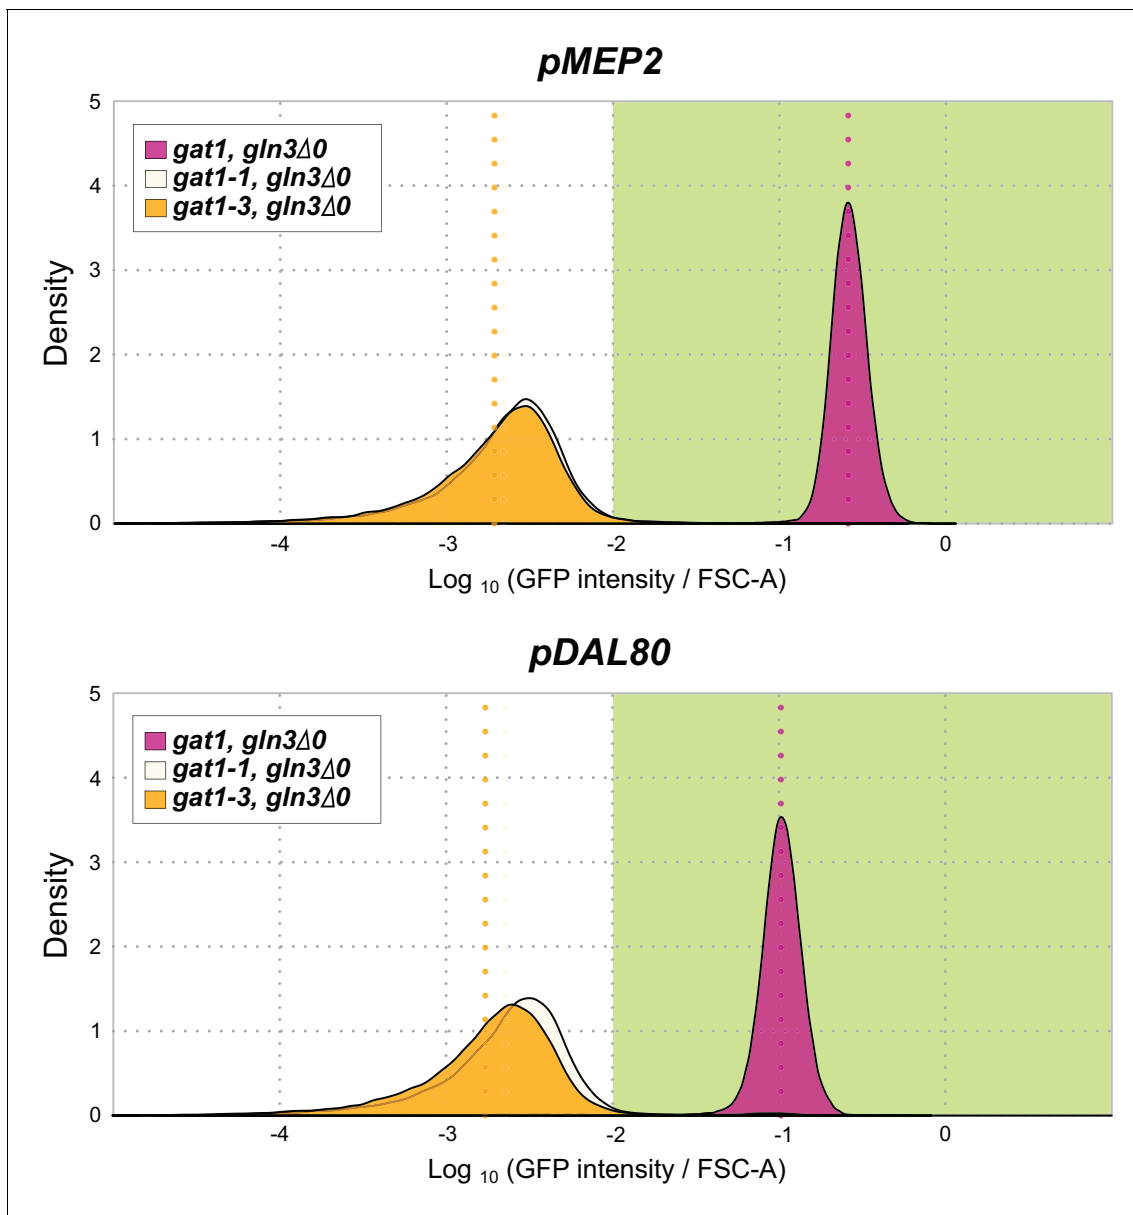 pMEP2
5
4
3
2
1
0
Density
gat1, gln3Δ0
gat1-1, gln3Δ0
gat1-3, gln3Δ0
-4 -3 -2 -1 0
Log 10 (GFP intensity / FSC-A)
pDAL80
5
4
3
2
1
0
Density
gat1, gln3Δ0
gat1-1, gln3Δ0
gat1-3, gln3Δ0
-4 -3 -2 -1 0
Log 10 (GFP intensity / FSC-A)